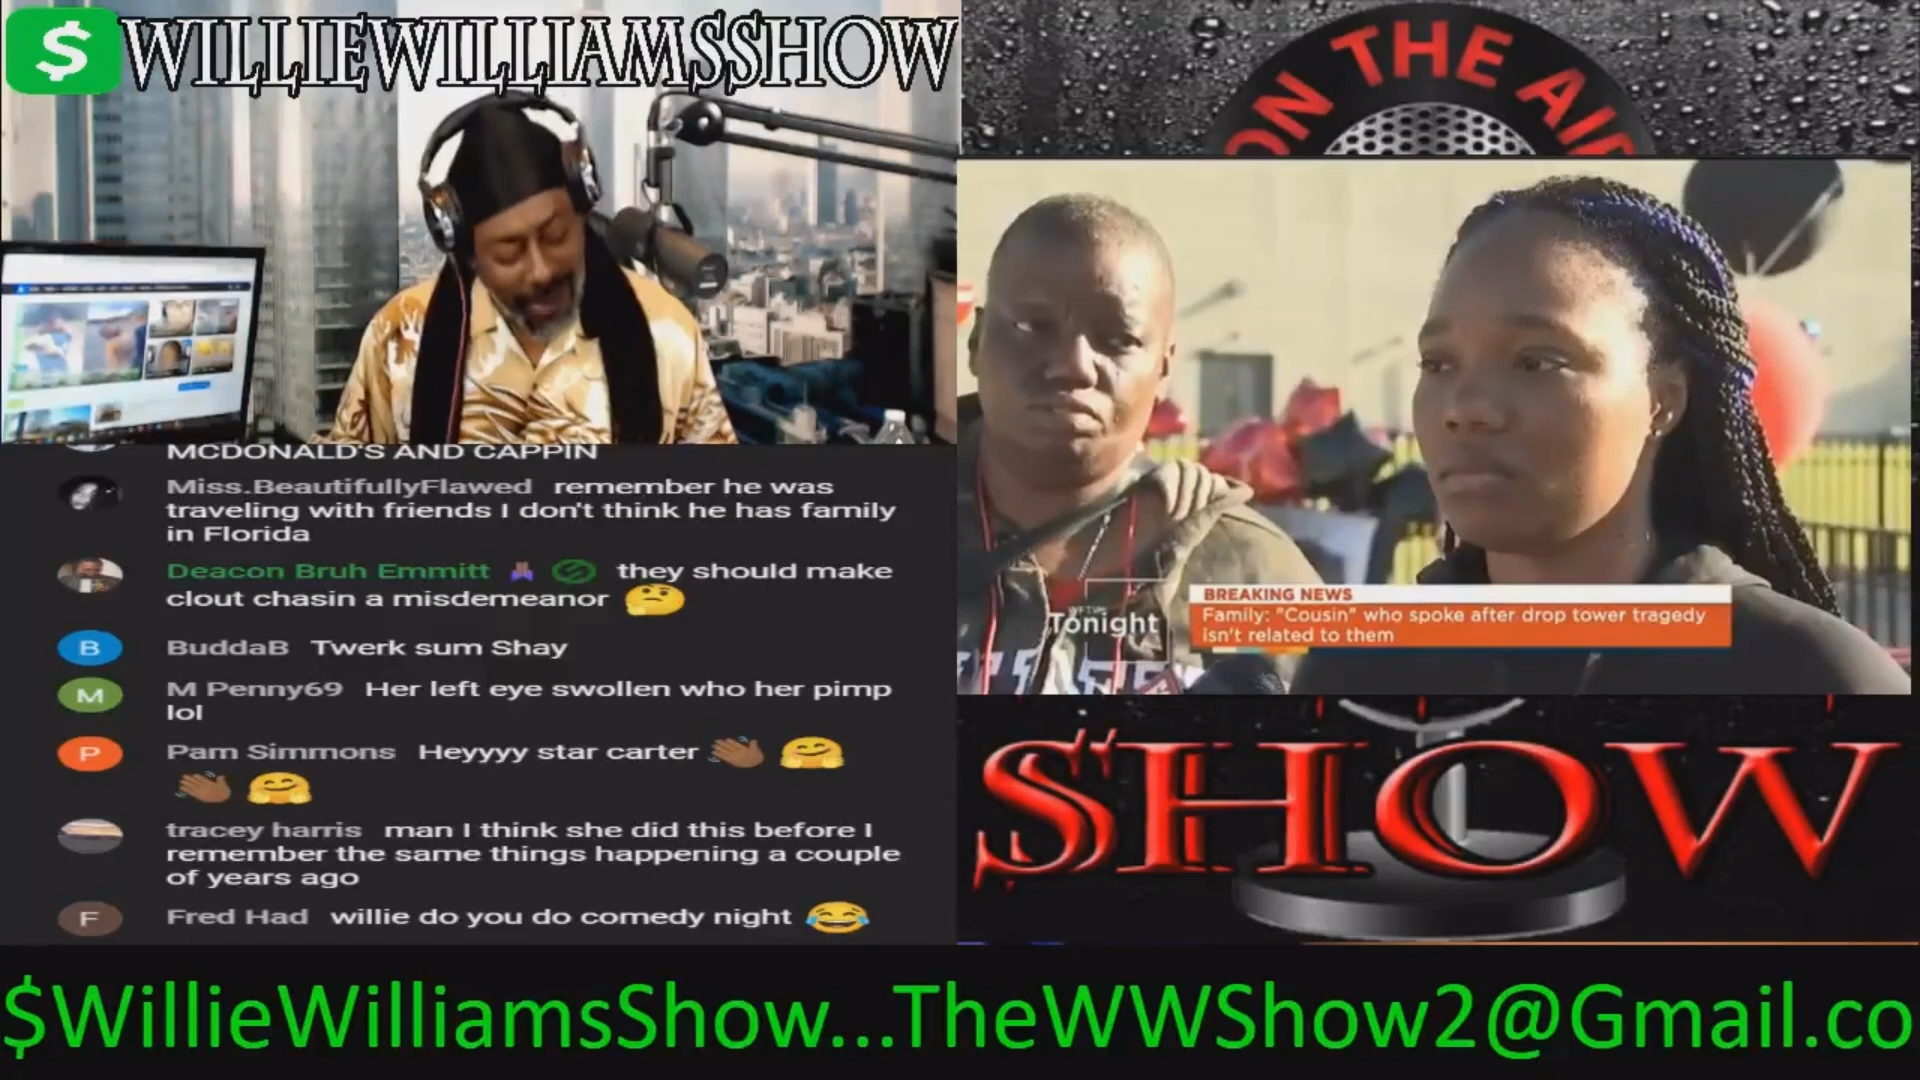 $ WILLIEWILLIAMSSHOW
ON THE AIR
MCDONALD'S AND CAPPIN
Miss.BeautifullyFlawed remember he was
traveling with friends I don't think he has family
in Florida
Deacon Bruh Emmitt they should make
clout chasin a misdemeanor 🤔
B BuddaB Twerk sum Shay
M M Penny69 Her left eye swollen who her pimp
lol
P Pam Simmons Heyyyy star carter 👋🏾 🤗
👋🏾 🤗
tracey harris man I think she did this before I
remember the same things happening a couple
of years ago
F Fred Had willie do you do comedy night 😂
WFTV 9
Tonight
BREAKING NEWS
Family: "Cousin" who spoke after drop tower tragedy
isn't related to them
SHOW
$WillieWilliamsShow...TheWWShow2@Gmail.co